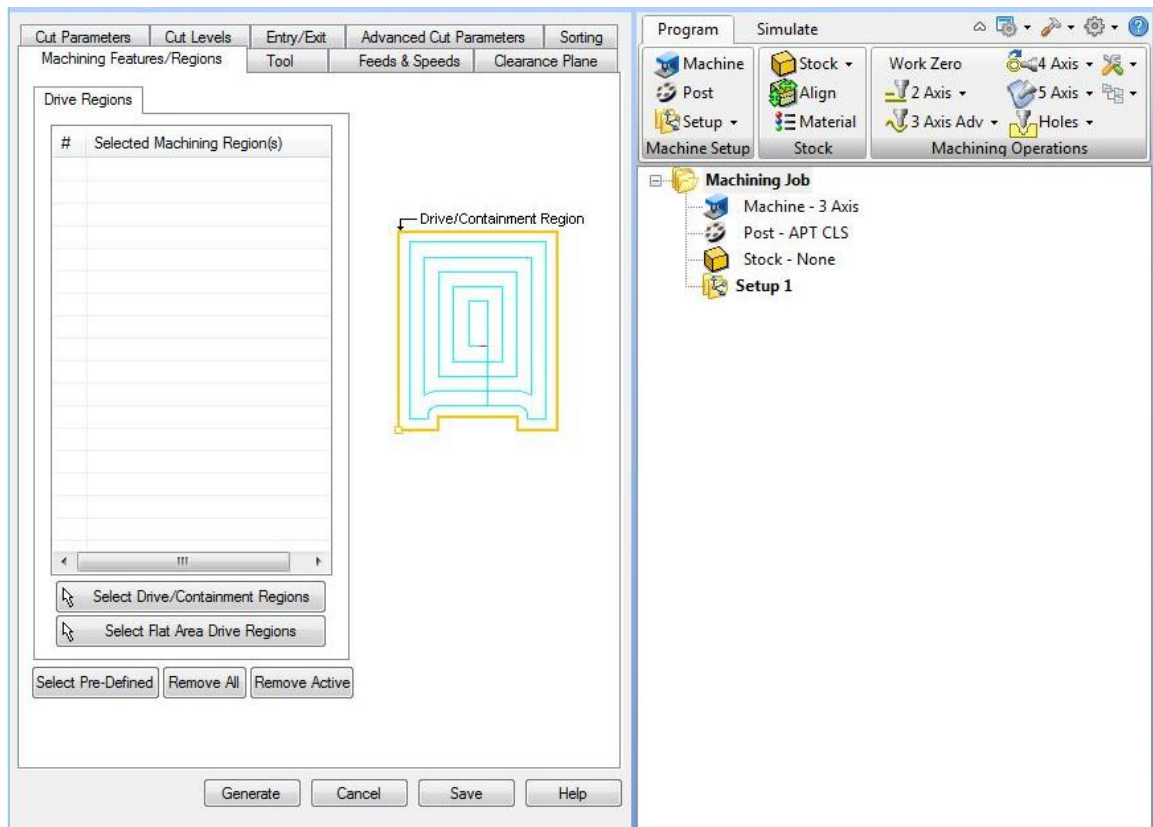 Cut Parameters Cut Levels Entry/Exit Advanced Cut Parameters Sorting
Machining Features/Regions Tool Feeds & Speeds Clearance Plane
Drive Regions
# Selected Machining Region(s)
Drive/Containment Region
Select Drive/Containment Regions
Select Flat Area Drive Regions
Select Pre-Defined Remove All Remove Active
Generate Cancel Save Help
Program Simulate
Machine Stock Work Zero 4 Axis
Post Align 2 Axis 5 Axis
Setup Material 3 Axis Adv Holes
Machine Setup Stock Machining Operations
Machining Job
Machine - 3 Axis
Post - APT CLS
Stock - None
Setup 1